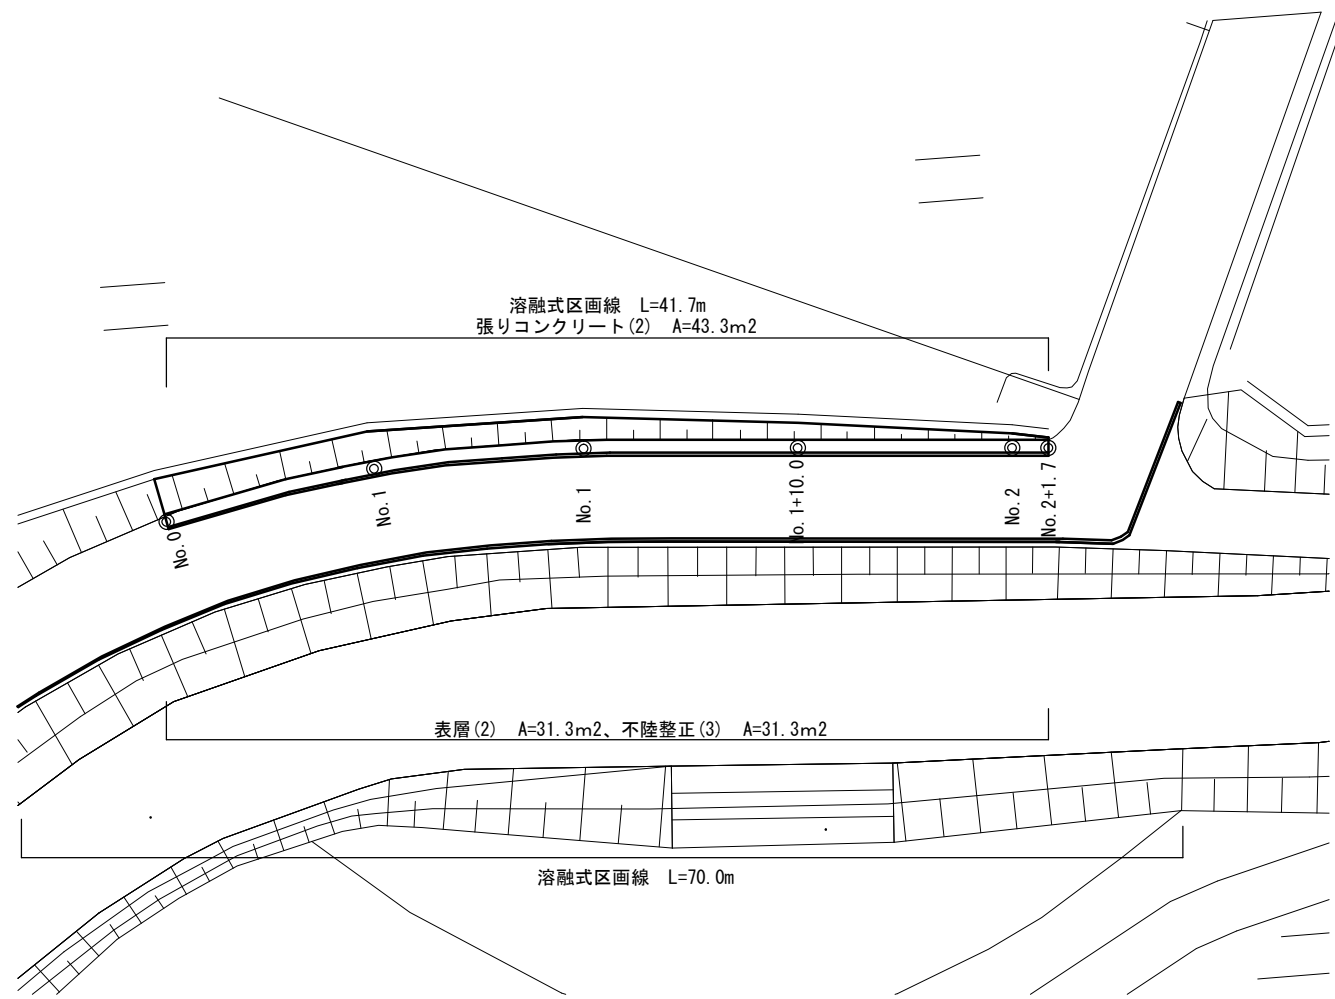 溶融式区画線　L=41.7m
張りコンクリート(2)　A=43.3m2
No.0
No.1
No.1
No.1+10.0
No.2
No.2+1.7
表層(2)　A=31.3m2、不陸整正(3)　A=31.3m2
溶融式区画線　L=70.0m